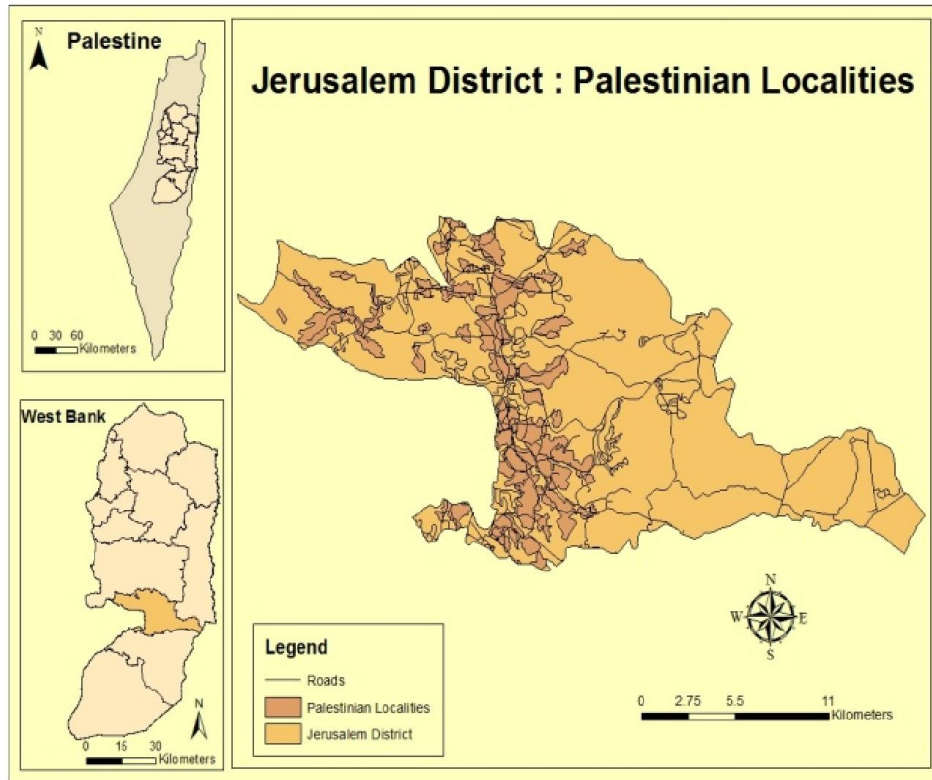 N
Palestine
0 30 60
Kilometers
West Bank
N
0 15 30
Kilometers
Jerusalem District : Palestinian Localities
N
W E
S
Legend
Roads
Palestinian Localities
Jerusalem District
0 2.75 5.5 11
Kilometers